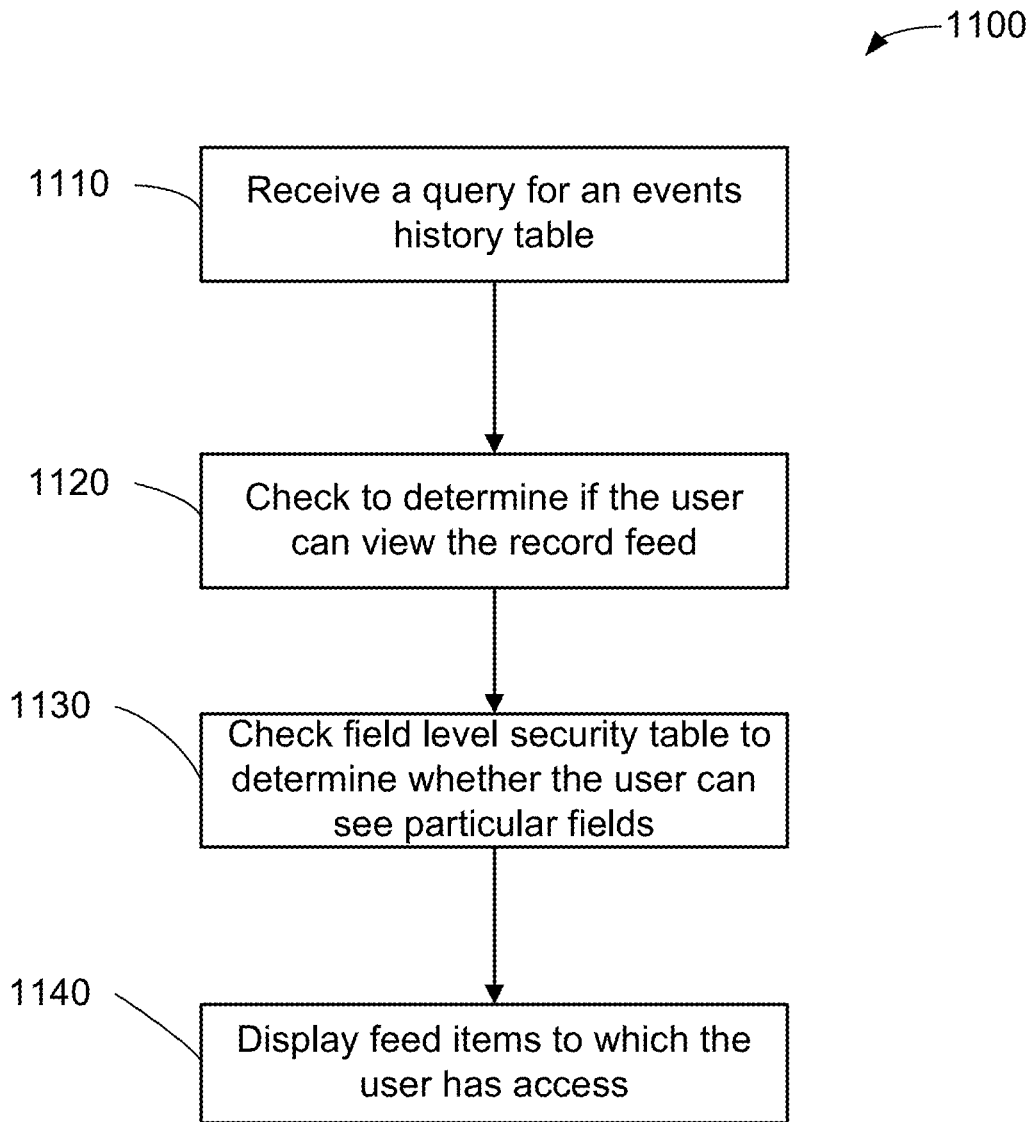 1100
1110
Receive a query for an events
history table
1120
Check to determine if the user
can view the record feed
1130
Check field level security table to
determine whether the user can
see particular fields
1140
Display feed items to which the
user has access